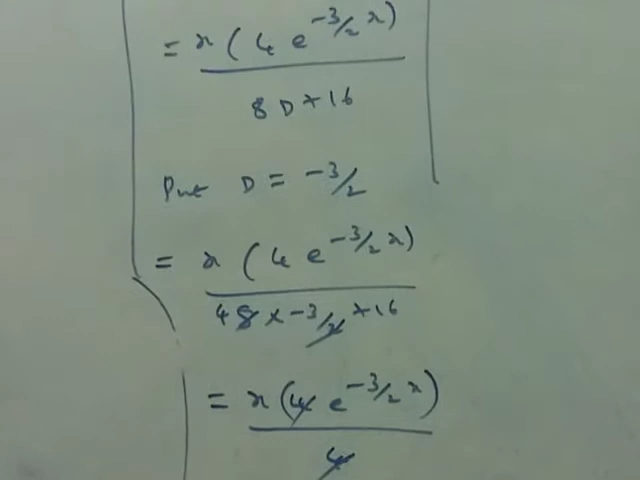 = x ( 4 e^{-3/2 x} )
8 D + 16
Put D = -3/2
= x ( 4 e^{-3/2 x} )
4 8 x -3/2 + 16
= x ( 4 e^{-3/2 x} )
4